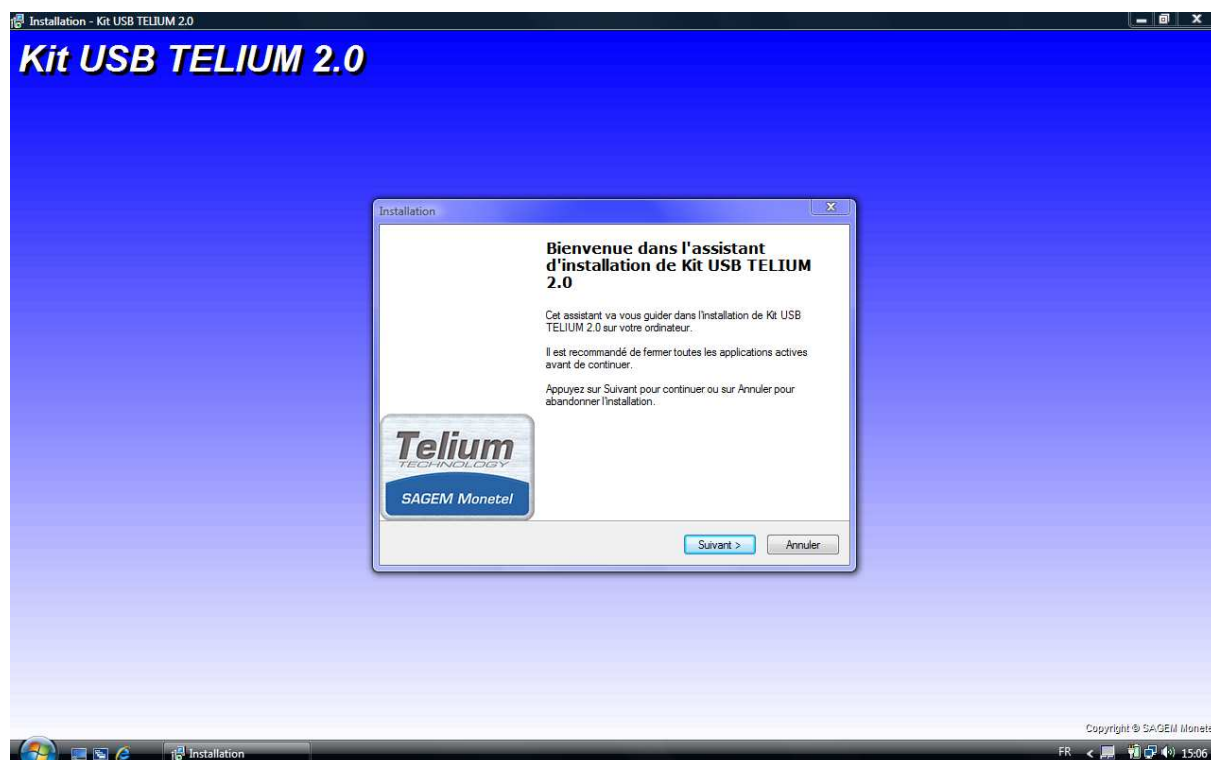 Installation - Kit USB TELIUM 2.0
Kit USB TELIUM 2.0
Installation
Bienvenue dans l'assistant
d'installation de Kit USB TELIUM
2.0
Cet assistant va vous guider dans l'installation de Kit USB
TELIUM 2.0 sur votre ordinateur.
Il est recommandé de fermer toutes les applications actives
avant de continuer.
Appuyez sur Suivant pour continuer ou sur Annuler pour
abandonner l'installation.
Telium
TECHNOLOGY
SAGEM Monetel
Suivant >
Annuler
Copyright © SAGEM Monete
Installation
FR
15:06